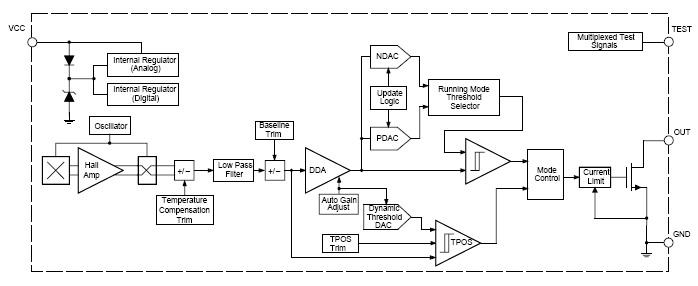 VCC
TEST
Multiplexed Test
Signals
Internal Regulator
(Analog)
Internal Regulator
(Digital)
NDAC
Update
Logic
PDAC
Running Mode
Threshold
Selector
Oscillator
Baseline
Trim
OUT
Hall
Amp
+/−
Low Pass
Filter
+/−
DDA
Mode
Control
Current
Limit
Temperature
Compensation
Trim
Auto Gain
Adjust
Dynamic
Threshold
DAC
TPOS
Trim
TPOS
GND